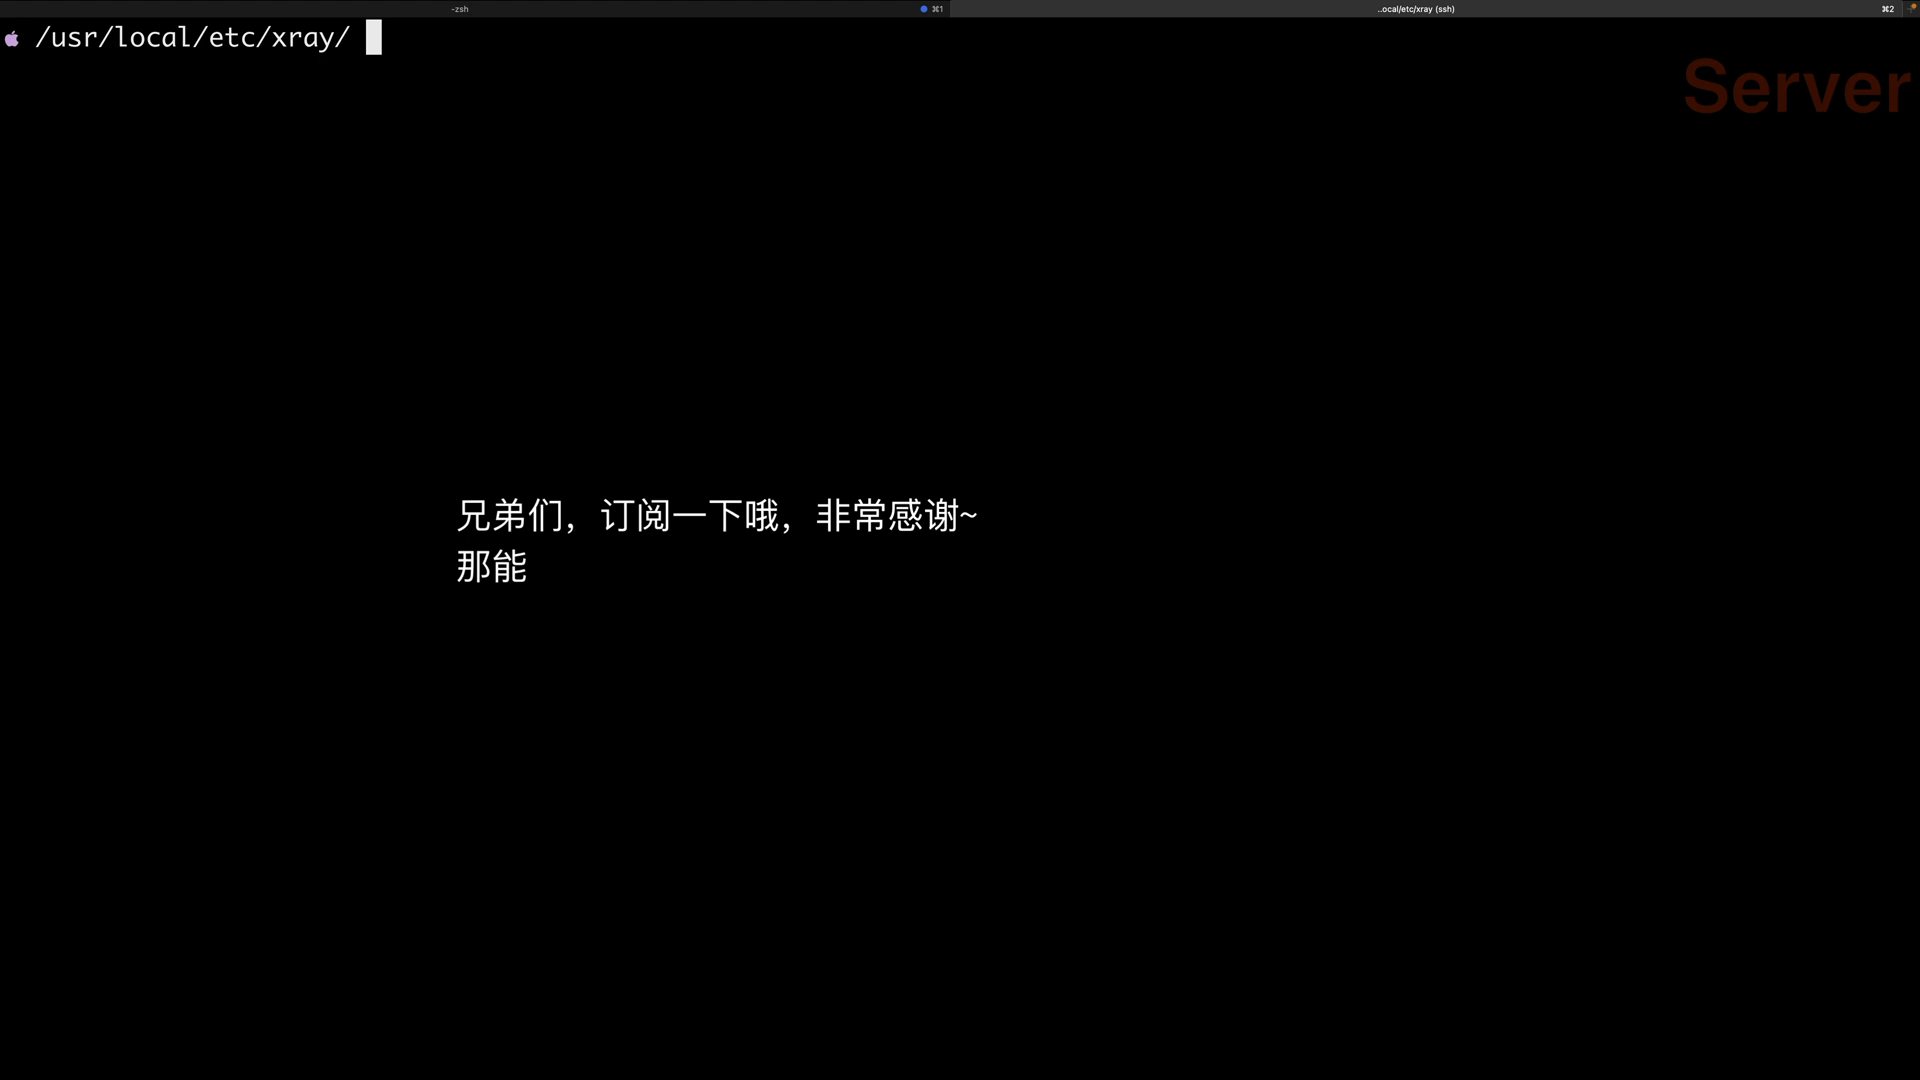 -zsh
⌘1
..ocal/etc/xray (ssh)
⌘2
/usr/local/etc/xray/
Server
兄弟们，订阅一下哦，非常感谢~
那能